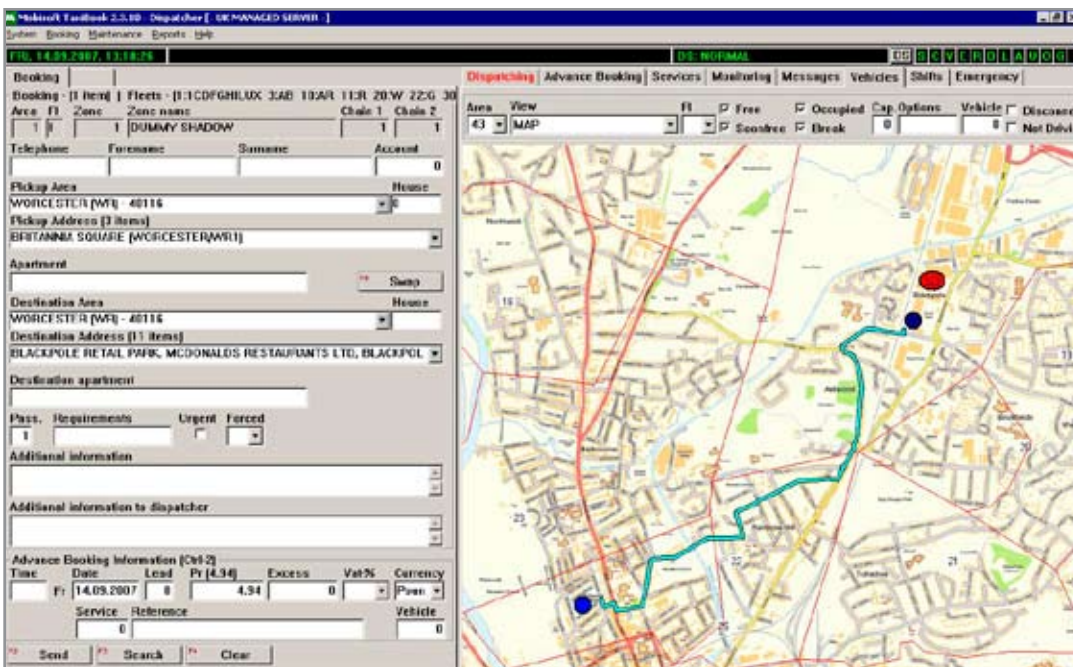 Mobisoft TaxiBook 2.3.10 - Dispatcher [ - UK MANAGED SERVER - ]
System Booking Maintenance Reports Help
FRI, 14.09.2007, 13:18:26 DS: NORMAL DS S C V E R O L A U O G
Booking
Dispatching Advance Booking Services Monitoring Messages Vehicles Shifts Emergency
Booking - [1 item] | Fleets - [1:1CDFGHILUX 3:AB 10:AR 11:R 20:W 22:G 30
Area Fl Zone Zone name Chain 1 Chain 2
1 1 DUMMY SHADOW 1 1
Area View Fl Free Occupied Cap. Options Vehicle Disconne
43 MAP Soonfree Break 0 0 Not Drivi
Telephone Forename Surname Account
0
Pickup Area House
WORCESTER (WR) - 40116 0
Pickup Address [3 items]
BRITANNIA SQUARE (WORCESTER/WR1)
Apartment
Swap
Destination Area House
WORCESTER (WR) - 40116
Destination Address [11 items]
BLACKPOLE RETAIL PARK, MCDONALDS RESTAURANTS LTD, BLACKPOL
Destination apartment
Pass. Requirements Urgent Forced
1
Additional information
Additional information to dispatcher
Advance Booking Information [Ctrl-2]
Time Date Lead Pr [4.94] Excess Vat% Currency
F: 14.09.2007 0 4.94 0 Poun
Service Reference Vehicle
0 0
Send Search Clear
16
23
21